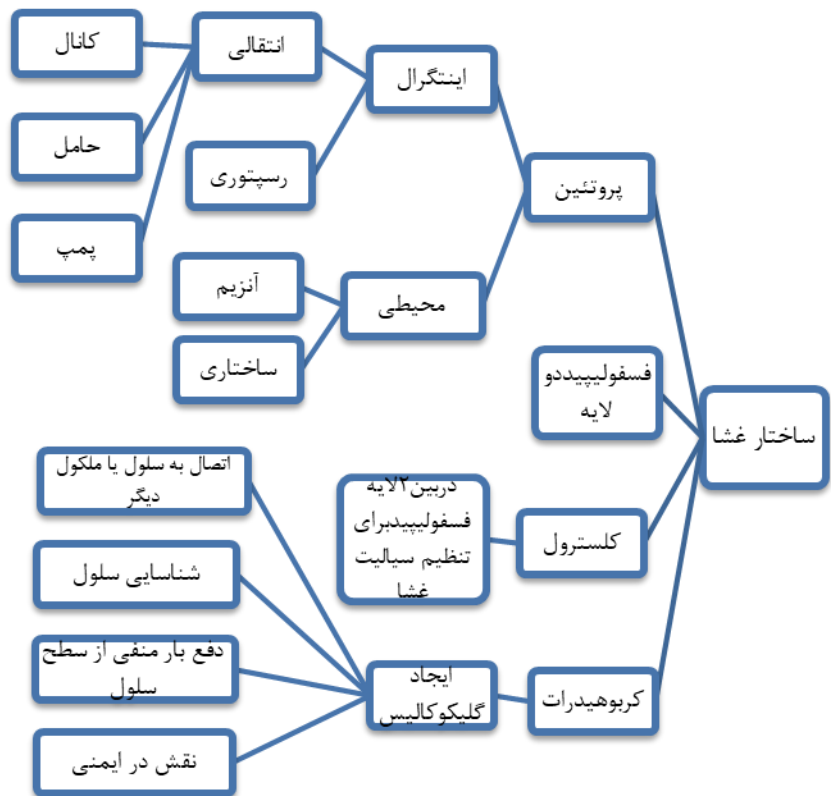 ساختار غشا
پروتئین
اینتگرال
انتقالی
کانال
حامل
پمپ
رسپتوری
محیطی
آنزیم
ساختاری
فسفولیپیددو
لایه
کلسترول
دربین۲لایه
فسفولیپیدبرای
تنظیم سیالیت
غشا
کربوهیدرات
ایجاد
گلیکوکالیس
اتصال به سلول یا ملکول
دیگر
شناسایی سلول
دفع بار منفی از سطح
سلول
نقش در ایمنی